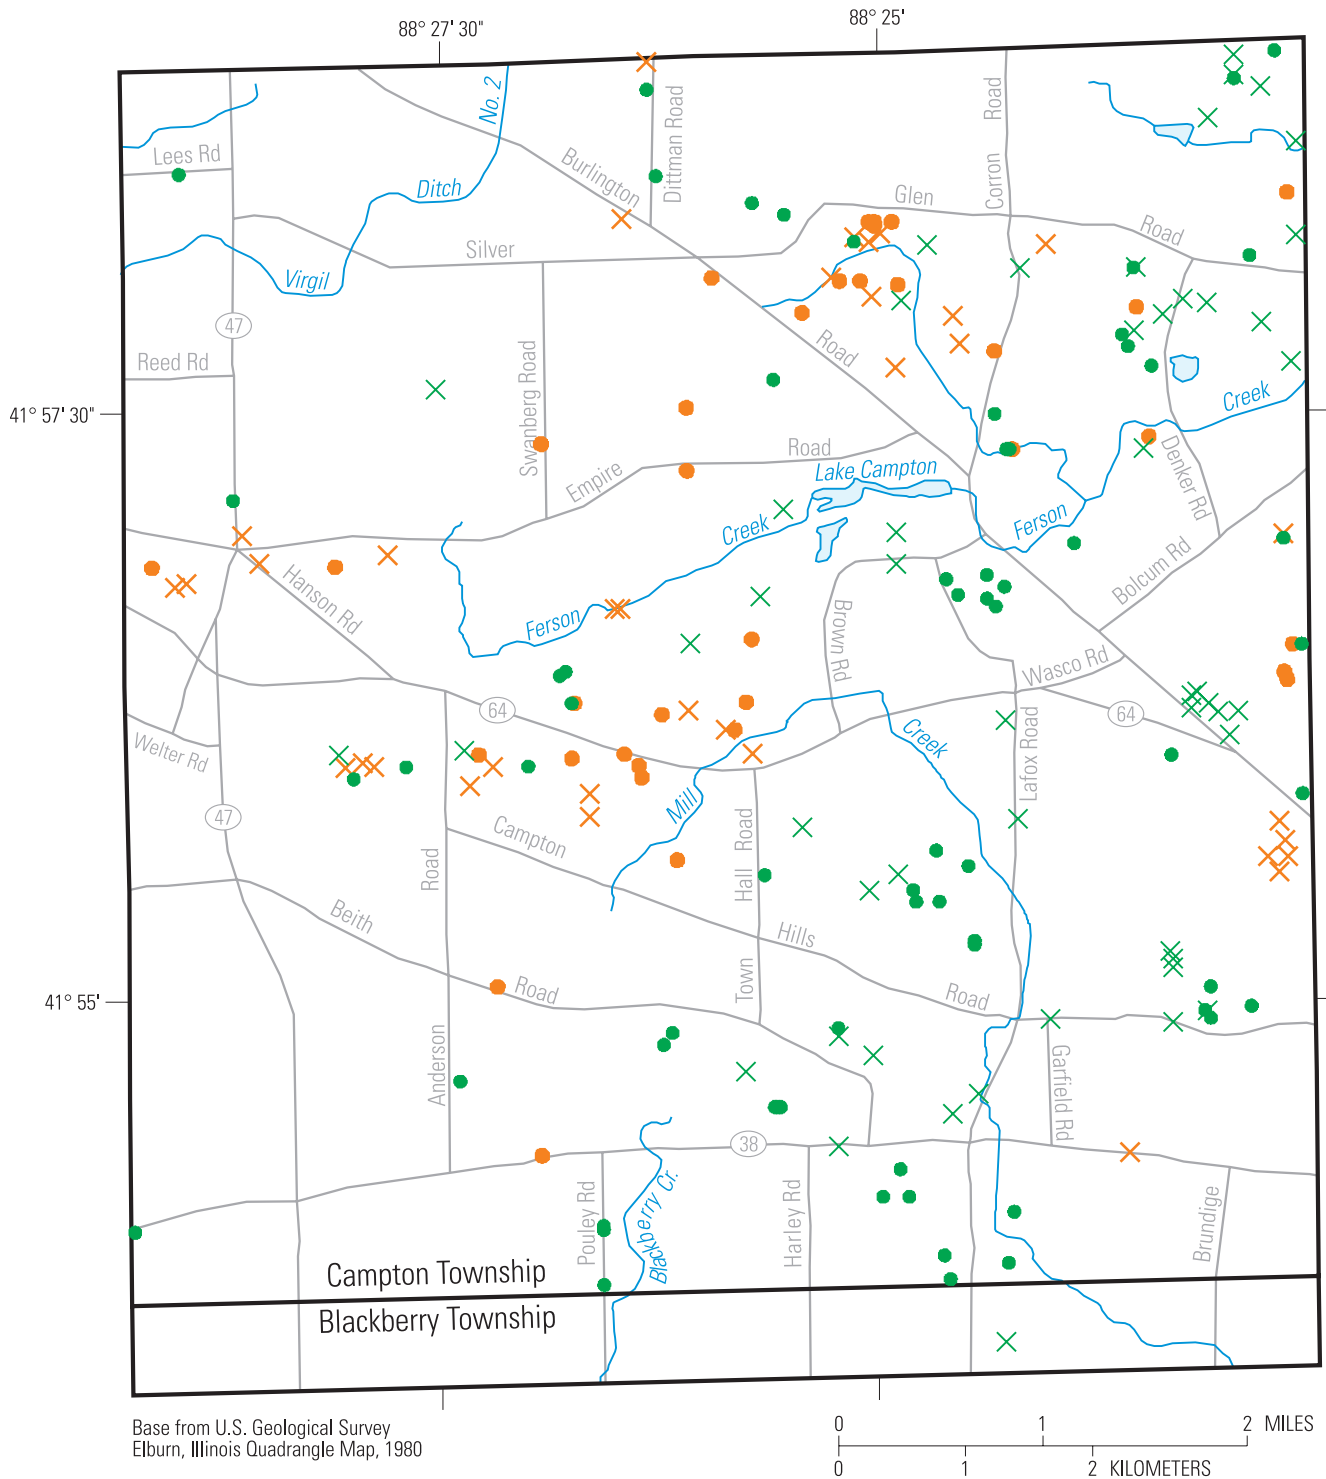 88° 27' 30"
88° 25'
No. 2
Dittman Road
Corron Road
Lees Rd
Burlington
Ditch
Glen
Road
Silver
Virgil
47
Reed Rd
Road
Swanberg Road
41° 57' 30"
Creek
Road
Lake Campton
Empire
Denker Rd
Creek
Ferson
Bolcum Rd
Hanson Rd
Ferson
Brown Rd
Wasco Rd
64
64
Creek
Welter Rd
Lafox Road
47
Mill
Campton
Hall Road
Road
Beith
Hills
Town
Road
Road
41° 55'
Anderson
Garfield Rd
38
Pouley Rd
Blackberry Cr.
Harley Rd
Brundige
Campton Township
Blackberry Township
Base from U.S. Geological Survey
Elburn, Illinois Quadrangle Map, 1980
0 1 2 MILES
0 1 2 KILOMETERS